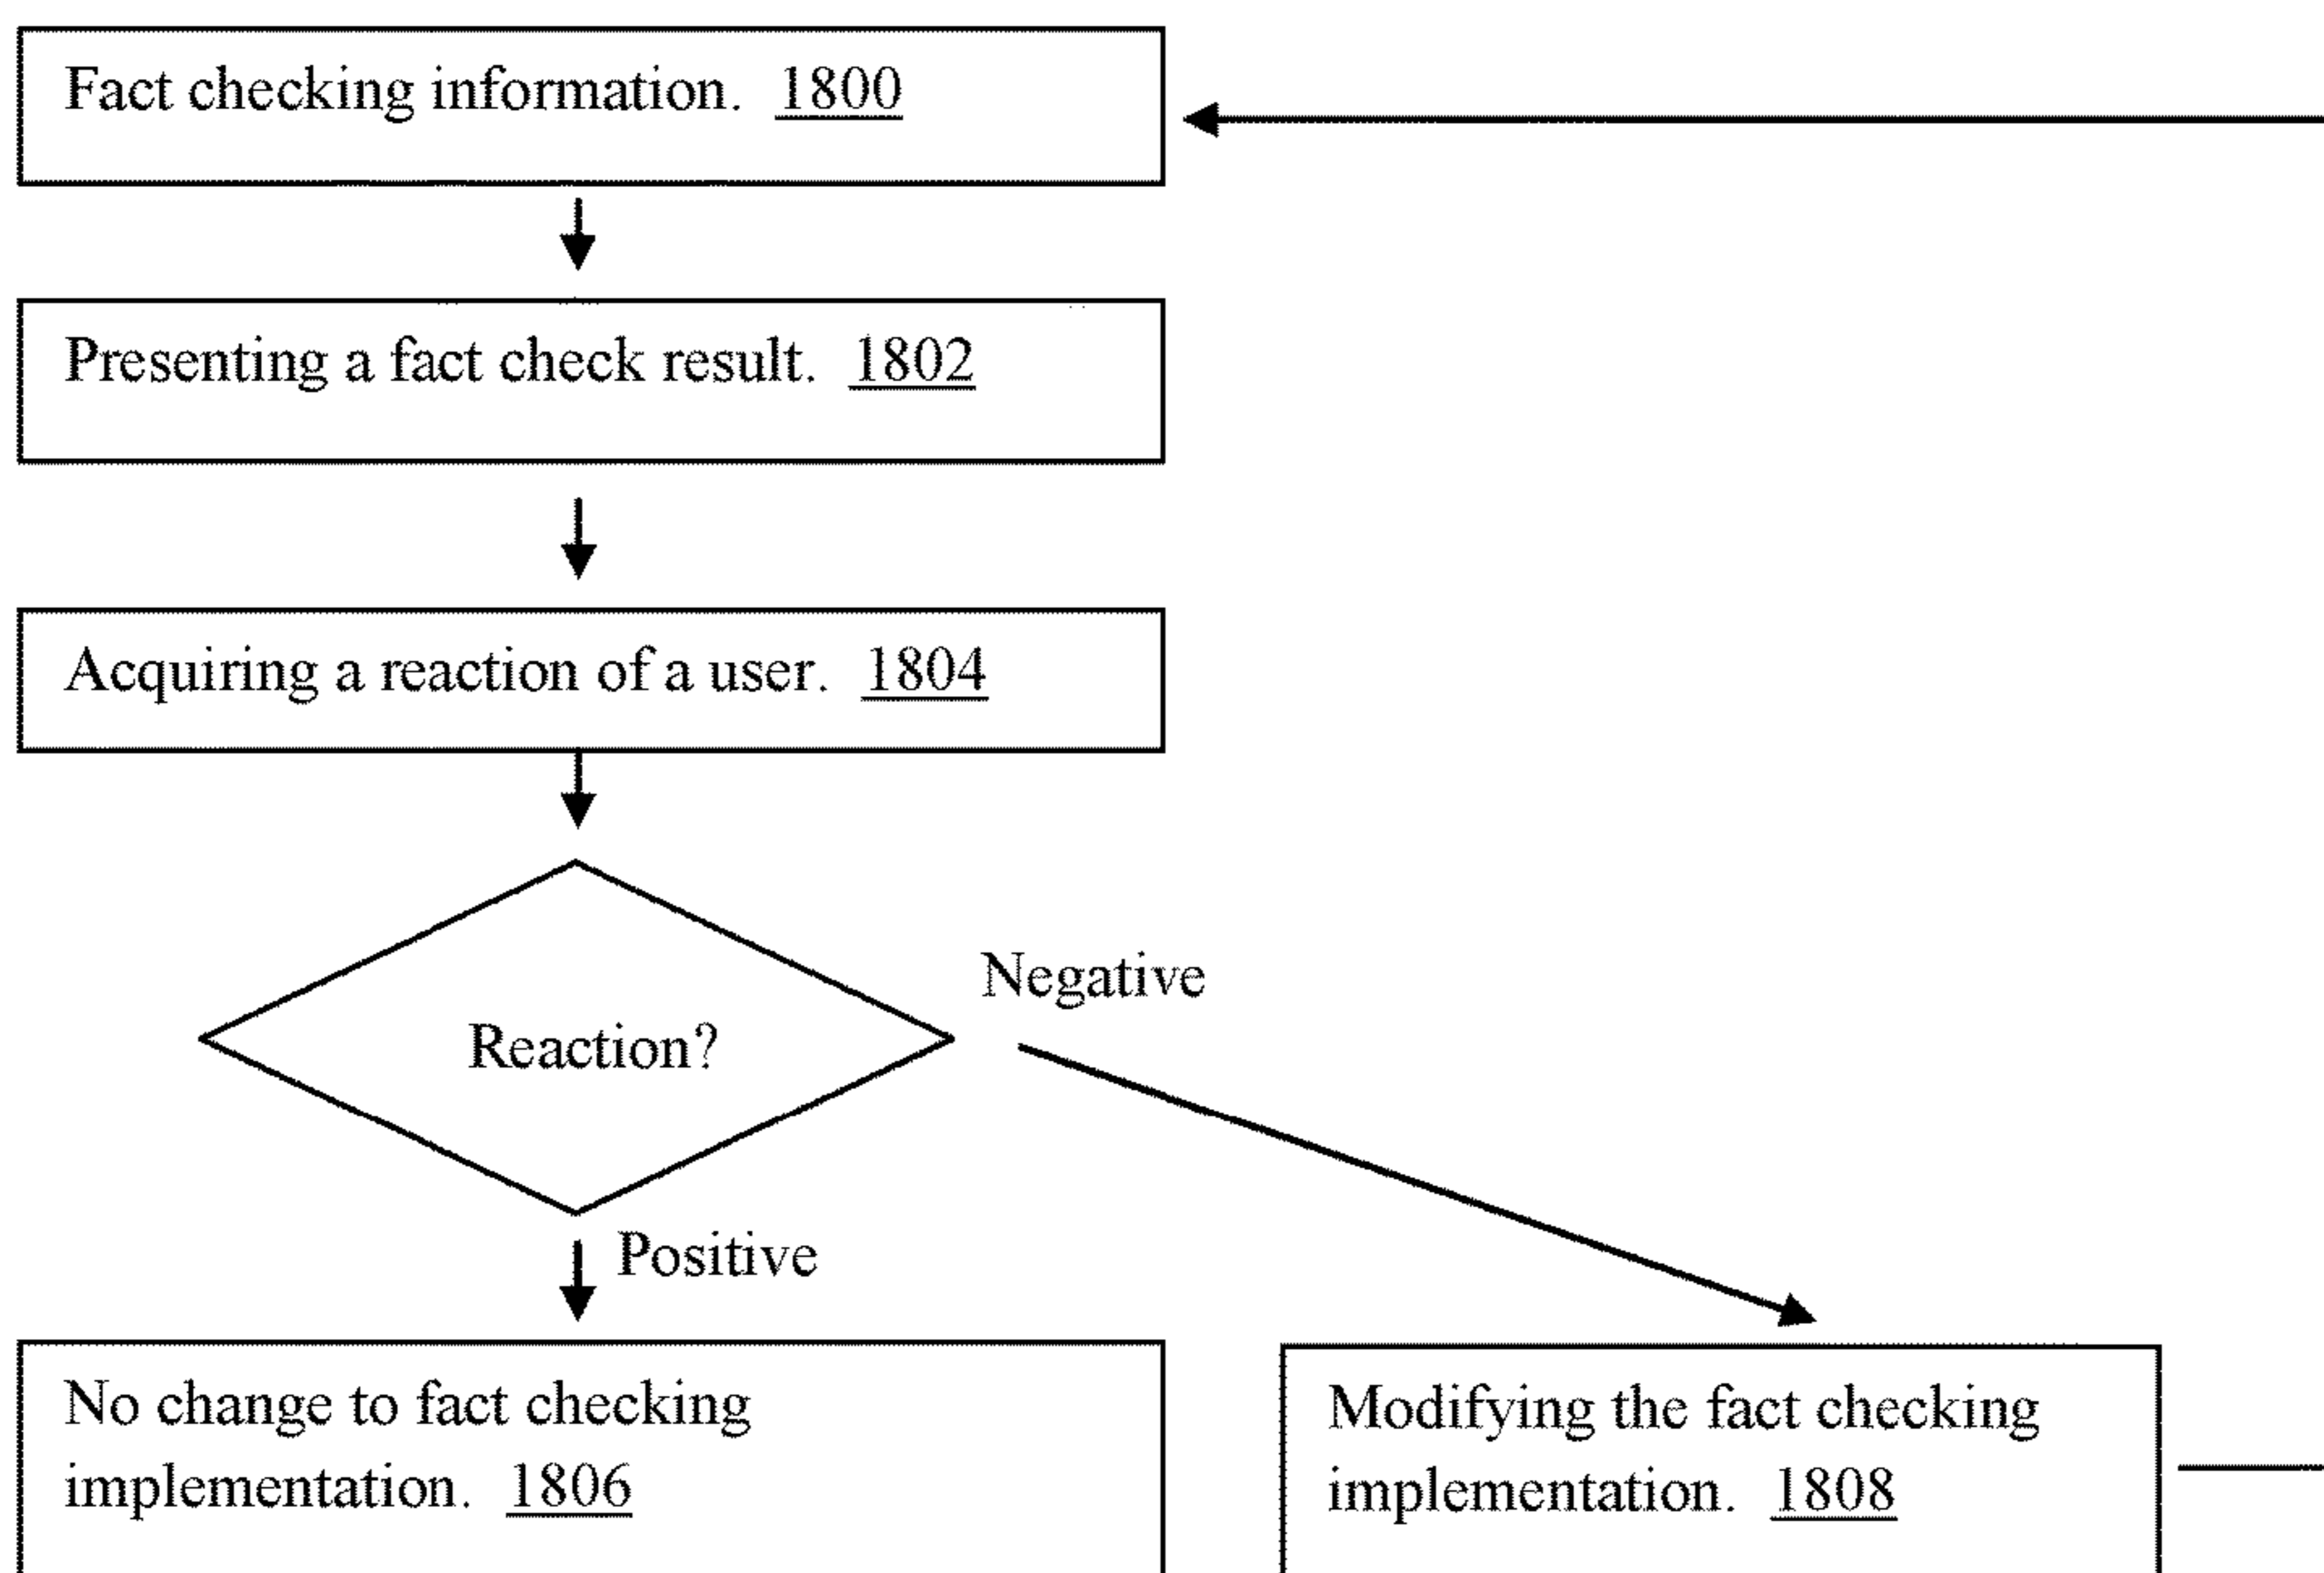 Fact checking information. 1800
Presenting a fact check result. 1802
Acquiring a reaction of a user. 1804
Negative
Reaction?
Positive
No change to fact checking
implementation. 1806
Modifying the fact checking
implementation. 1808